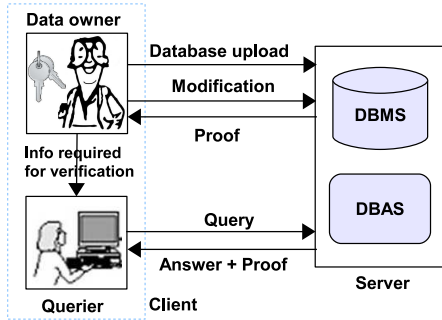 Data owner
Database upload
Modification
Proof
DBMS
Info required
for verification
DBAS
Query
Answer + Proof
Server
Querier
Client